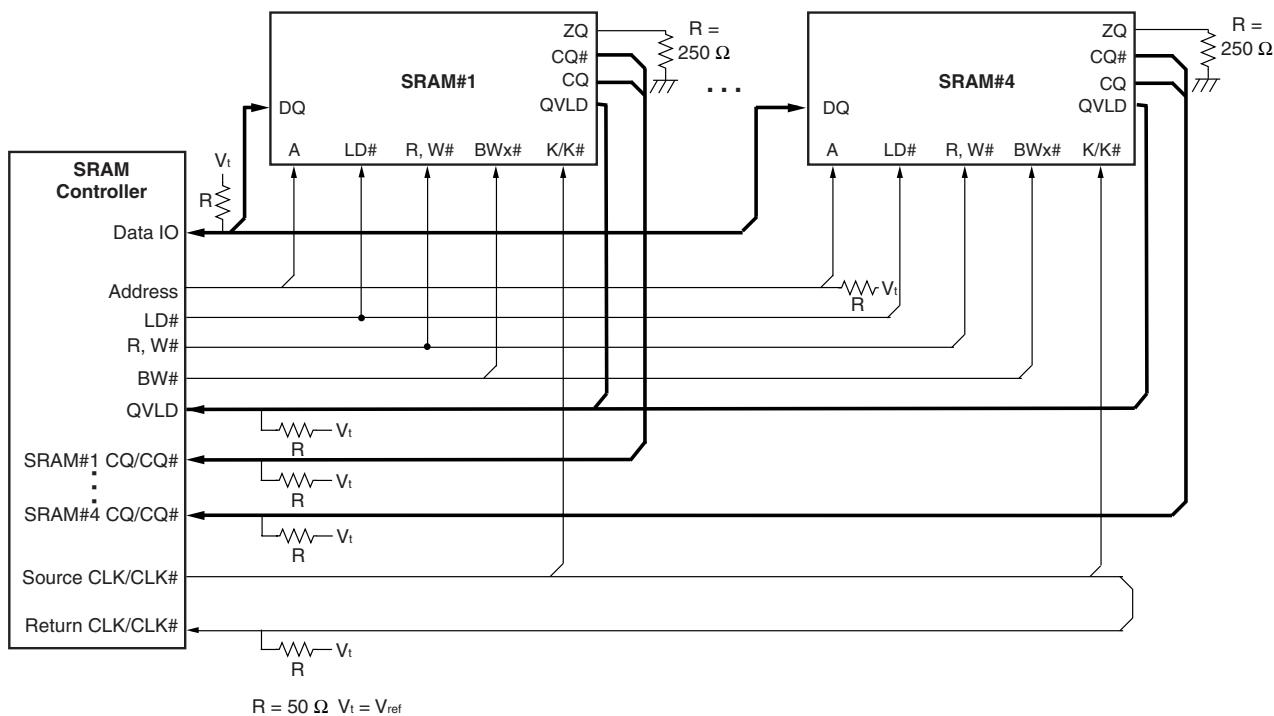 ZQ
R =
250 Ω
CQ#
SRAM#1
CQ
DQ
QVLD
A
LD#
R, W#
BWx#
K/K#
. . .
ZQ
R =
250 Ω
CQ#
SRAM#4
CQ
DQ
QVLD
A
LD#
R, W#
BWx#
K/K#
SRAM
Controller
Vt
R
Data IO
Address
Vt
R
LD#
R, W#
BW#
QVLD
Vt
R
SRAM#1 CQ/CQ#
Vt
R
SRAM#4 CQ/CQ#
Vt
R
Source CLK/CLK#
Return CLK/CLK#
Vt
R
R = 50 Ω Vt = Vref